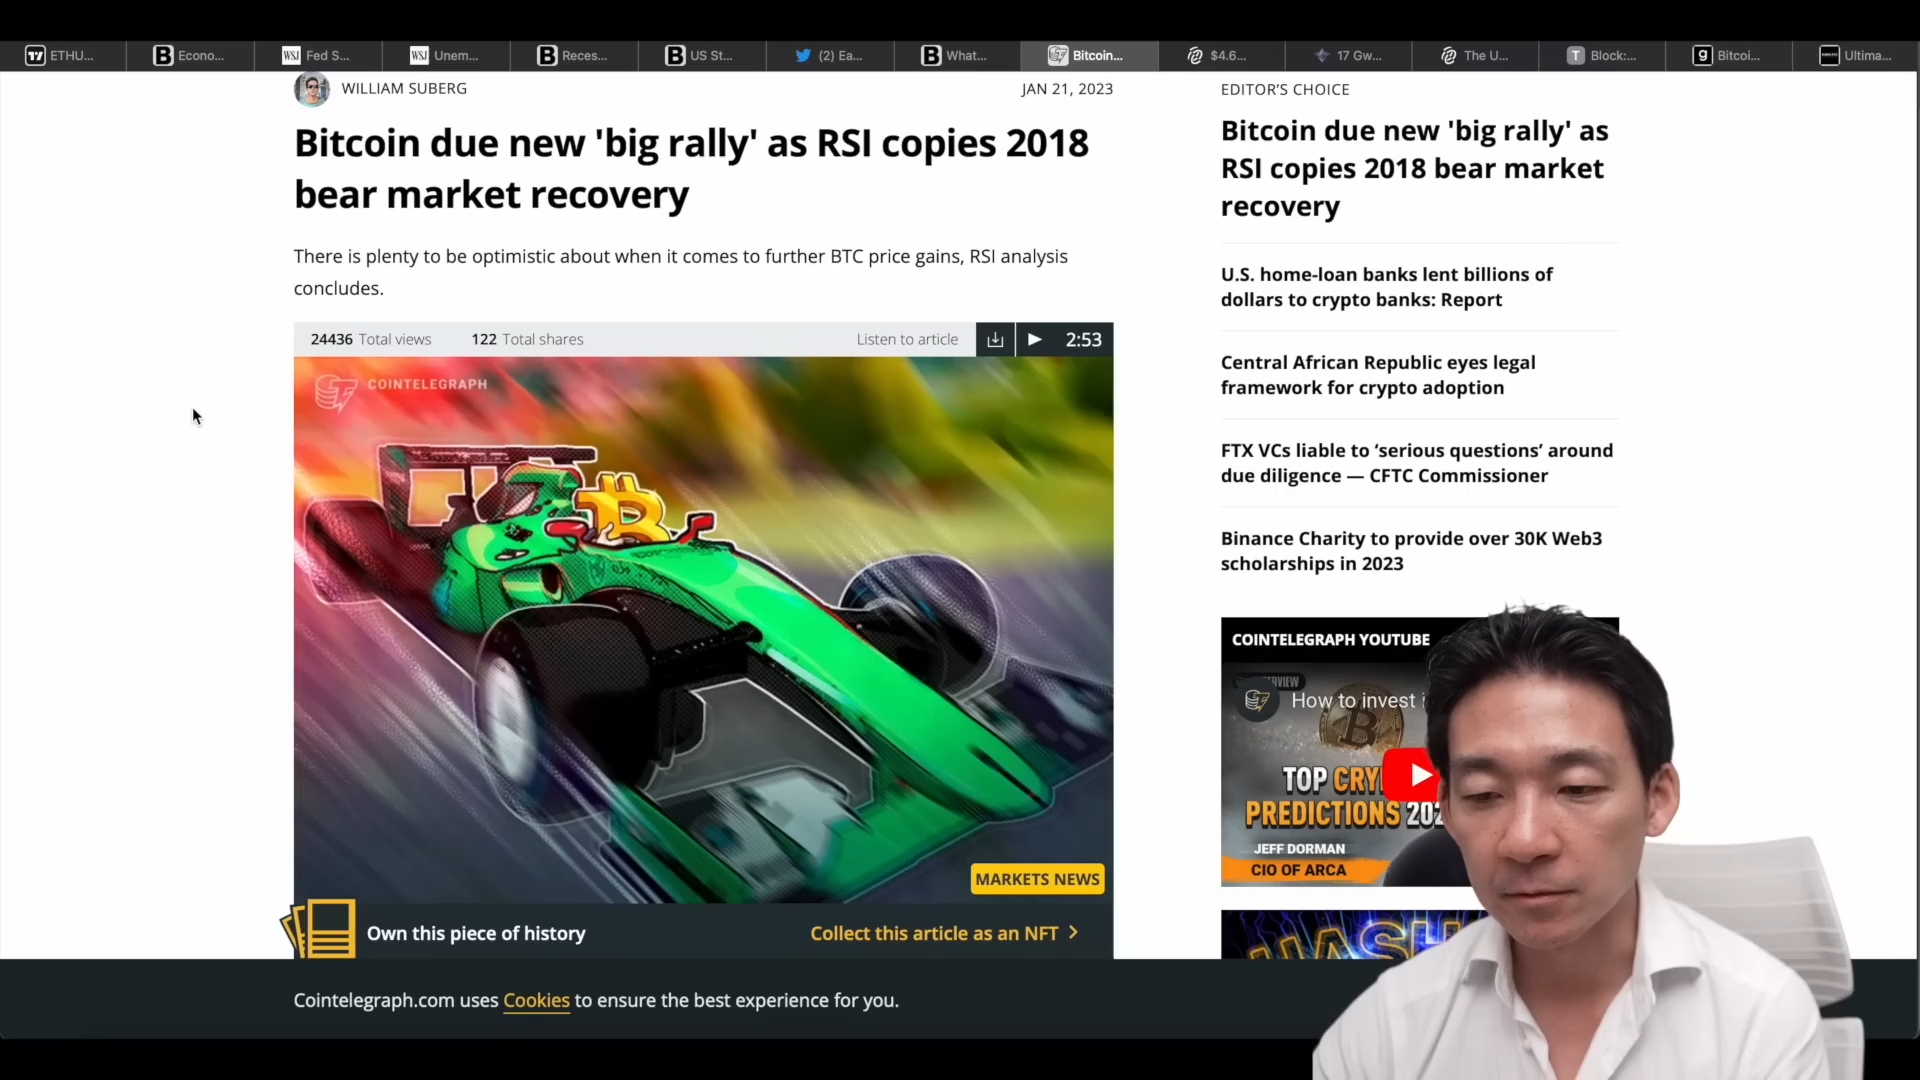 ETHU...
Econo...
WSJ
Fed S...
WSJ
Unem...
Reces...
US St...
(2) Ea...
What...
Bitcoin...
$4.6...
17 Gw...
The U...
T
Block:...
g
Bitcoi...
Ultima...
WILLIAM SUBERG
JAN 21, 2023
Bitcoin due new 'big rally' as RSI copies 2018
bear market recovery
There is plenty to be optimistic about when it comes to further BTC price gains, RSI analysis
concludes.
24436 Total views
122 Total shares
Listen to article
2:53
COINTELEGRAPH
MARKETS NEWS
Own this piece of history
Collect this article as an NFT
Cointelegraph.com uses Cookies to ensure the best experience for you.
EDITOR'S CHOICE
Bitcoin due new 'big rally' as
RSI copies 2018 bear market
recovery
U.S. home-loan banks lent billions of
dollars to crypto banks: Report
Central African Republic eyes legal
framework for crypto adoption
FTX VCs liable to ‘serious questions’ around
due diligence — CFTC Commissioner
Binance Charity to provide over 30K Web3
scholarships in 2023
COINTELEGRAPH YOUTUBE
How to invest
TOP CRY
PREDICTIONS 202
JEFF DORMAN
CIO OF ARCA